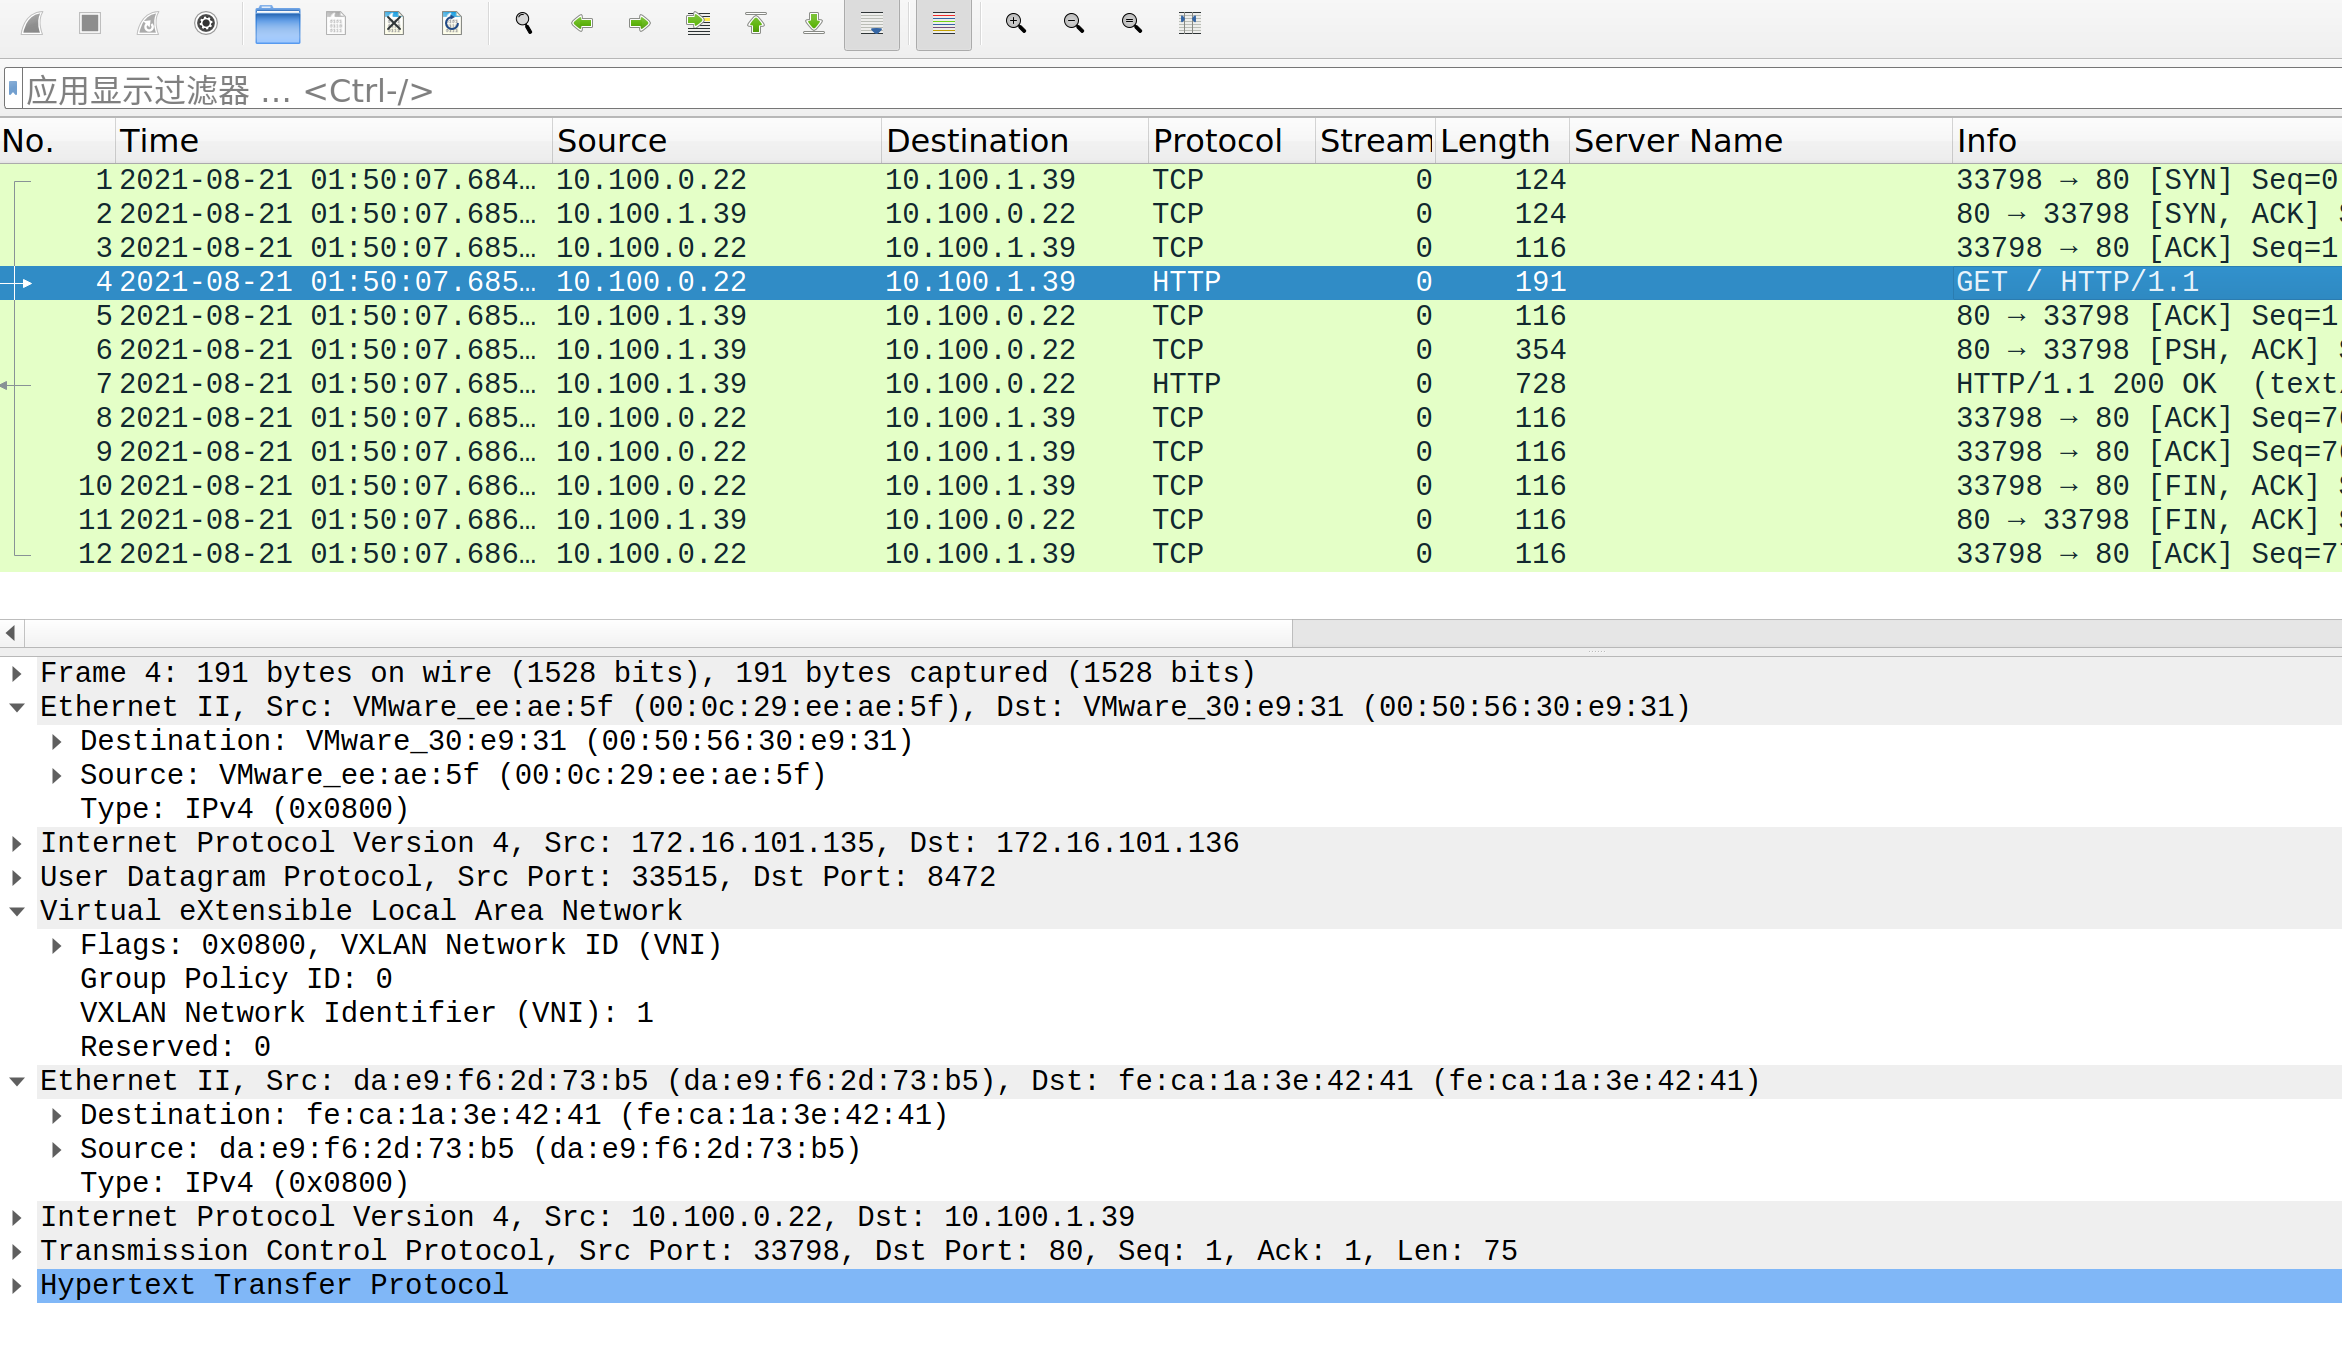 应用显示过滤器 … <Ctrl-/>
No. Time Source Destination Protocol Stream Length Server Name Info
1 2021-08-21 01:50:07.684… 10.100.0.22 10.100.1.39 TCP 0 124 33798 → 80 [SYN] Seq=0
2 2021-08-21 01:50:07.685… 10.100.1.39 10.100.0.22 TCP 0 124 80 → 33798 [SYN, ACK]
3 2021-08-21 01:50:07.685… 10.100.0.22 10.100.1.39 TCP 0 116 33798 → 80 [ACK] Seq=1
4 2021-08-21 01:50:07.685… 10.100.0.22 10.100.1.39 HTTP 0 191 GET / HTTP/1.1
5 2021-08-21 01:50:07.685… 10.100.1.39 10.100.0.22 TCP 0 116 80 → 33798 [ACK] Seq=1
6 2021-08-21 01:50:07.685… 10.100.1.39 10.100.0.22 TCP 0 354 80 → 33798 [PSH, ACK]
7 2021-08-21 01:50:07.685… 10.100.1.39 10.100.0.22 HTTP 0 728 HTTP/1.1 200 OK (text/
8 2021-08-21 01:50:07.685… 10.100.0.22 10.100.1.39 TCP 0 116 33798 → 80 [ACK] Seq=7
9 2021-08-21 01:50:07.686… 10.100.0.22 10.100.1.39 TCP 0 116 33798 → 80 [ACK] Seq=7
10 2021-08-21 01:50:07.686… 10.100.0.22 10.100.1.39 TCP 0 116 33798 → 80 [FIN, ACK]
11 2021-08-21 01:50:07.686… 10.100.1.39 10.100.0.22 TCP 0 116 80 → 33798 [FIN, ACK]
12 2021-08-21 01:50:07.686… 10.100.0.22 10.100.1.39 TCP 0 116 33798 → 80 [ACK] Seq=7
Frame 4: 191 bytes on wire (1528 bits), 191 bytes captured (1528 bits)
Ethernet II, Src: VMware_ee:ae:5f (00:0c:29:ee:ae:5f), Dst: VMware_30:e9:31 (00:50:56:30:e9:31)
Destination: VMware_30:e9:31 (00:50:56:30:e9:31)
Source: VMware_ee:ae:5f (00:0c:29:ee:ae:5f)
Type: IPv4 (0x0800)
Internet Protocol Version 4, Src: 172.16.101.135, Dst: 172.16.101.136
User Datagram Protocol, Src Port: 33515, Dst Port: 8472
Virtual eXtensible Local Area Network
Flags: 0x0800, VXLAN Network ID (VNI)
Group Policy ID: 0
VXLAN Network Identifier (VNI): 1
Reserved: 0
Ethernet II, Src: da:e9:f6:2d:73:b5 (da:e9:f6:2d:73:b5), Dst: fe:ca:1a:3e:42:41 (fe:ca:1a:3e:42:41)
Destination: fe:ca:1a:3e:42:41 (fe:ca:1a:3e:42:41)
Source: da:e9:f6:2d:73:b5 (da:e9:f6:2d:73:b5)
Type: IPv4 (0x0800)
Internet Protocol Version 4, Src: 10.100.0.22, Dst: 10.100.1.39
Transmission Control Protocol, Src Port: 33798, Dst Port: 80, Seq: 1, Ack: 1, Len: 75
Hypertext Transfer Protocol